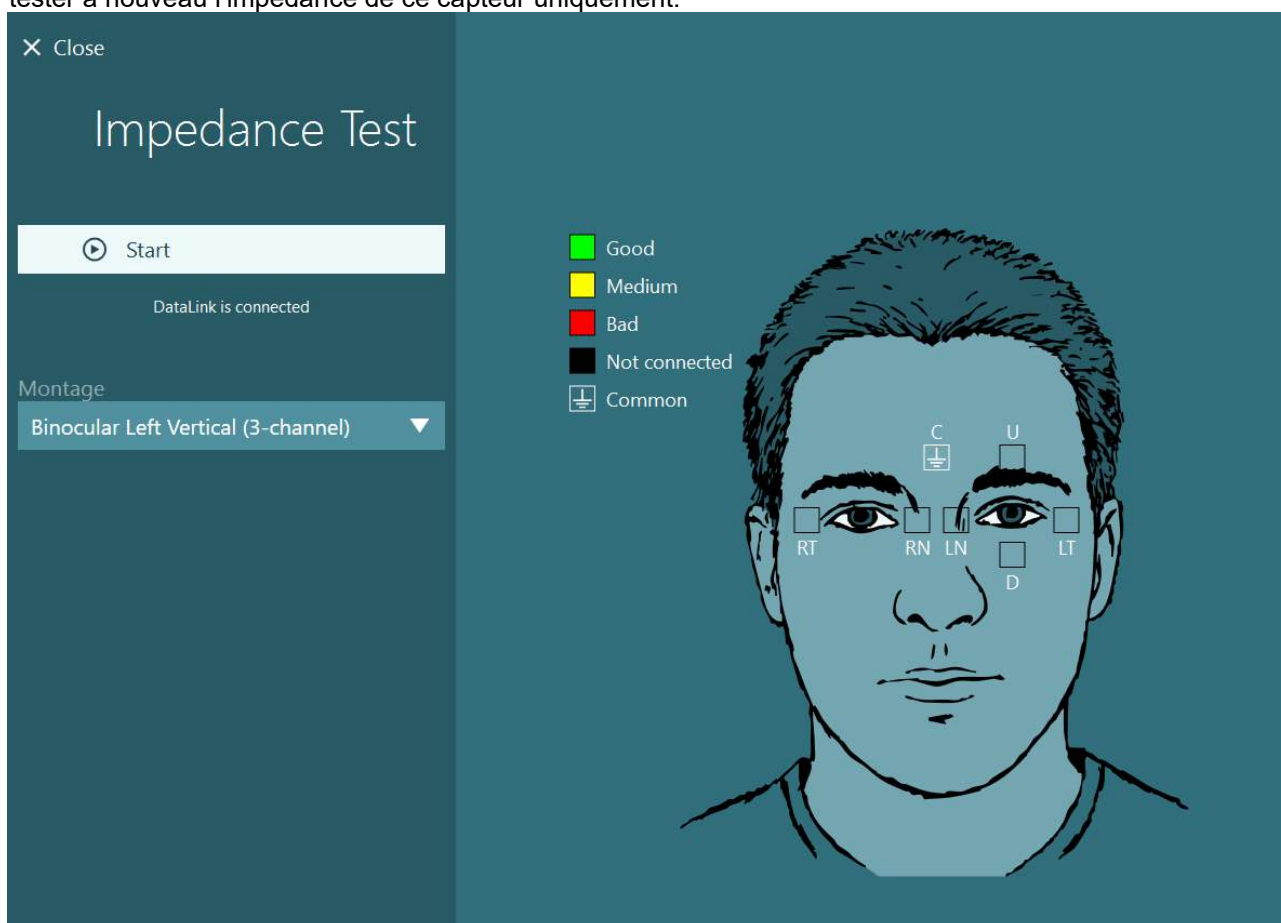 tester à nouveau l'impédance de ce capteur uniquement.
Close
Impedance Test
Start
DataLink is connected
Montage
Binocular Left Vertical (3-channel)
Good
Medium
Bad
Not connected
Common
C U
RT RN LN LT
D